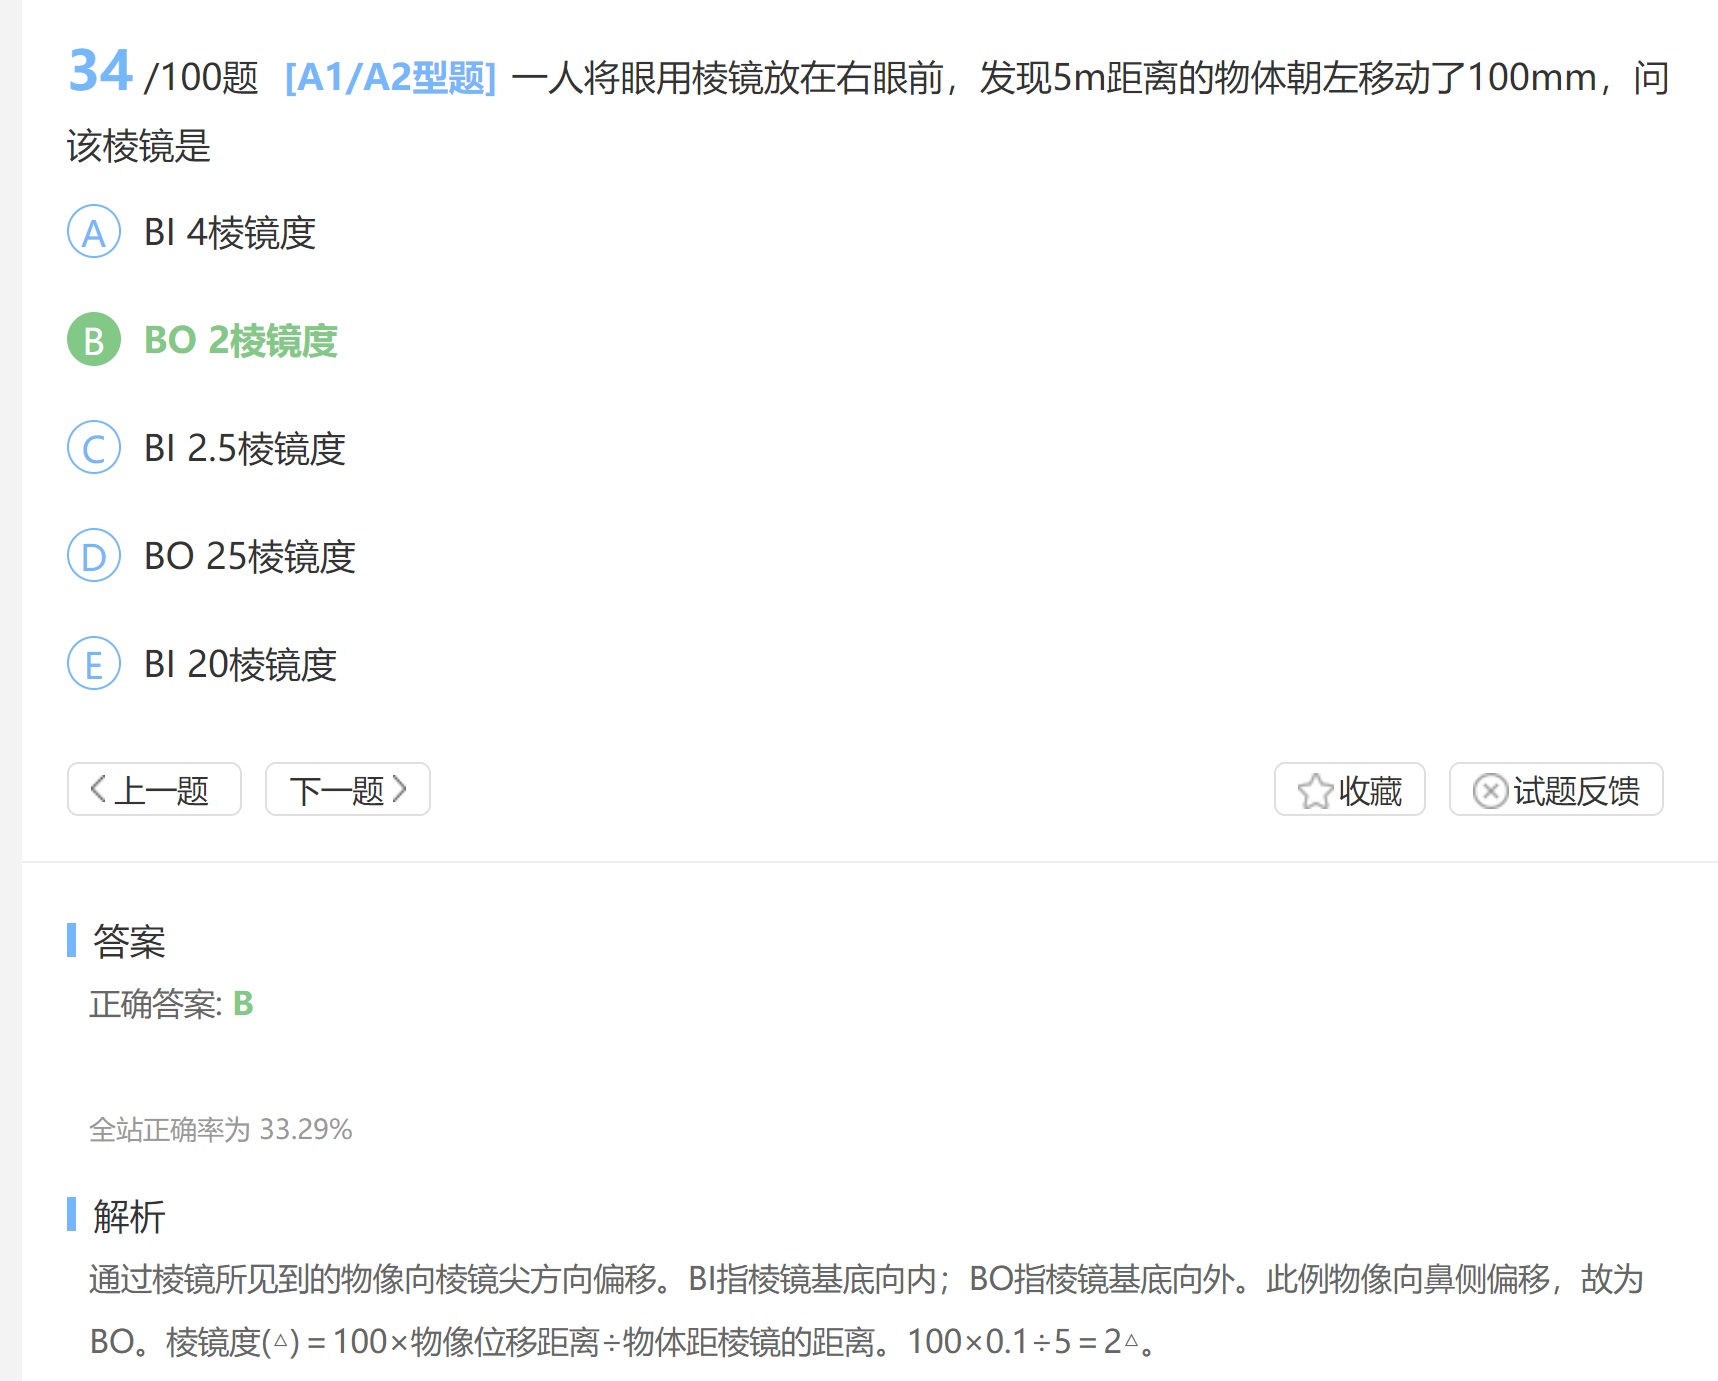 34 /100题 [A1/A2型题] 一人将眼用棱镜放在右眼前，发现5m距离的物体朝左移动了100mm，问
该棱镜是
A BI 4棱镜度
B BO 2棱镜度
C BI 2.5棱镜度
D BO 25棱镜度
E BI 20棱镜度
上一题 下一题 收藏 试题反馈
答案
正确答案: B
全站正确率为 33.29%
解析
通过棱镜所见到的物像向棱镜尖方向偏移。BI指棱镜基底向内；BO指棱镜基底向外。此例物像向鼻侧偏移，故为
BO。棱镜度(△)＝100×物像位移距离÷物体距棱镜的距离。100×0.1÷5＝2△。